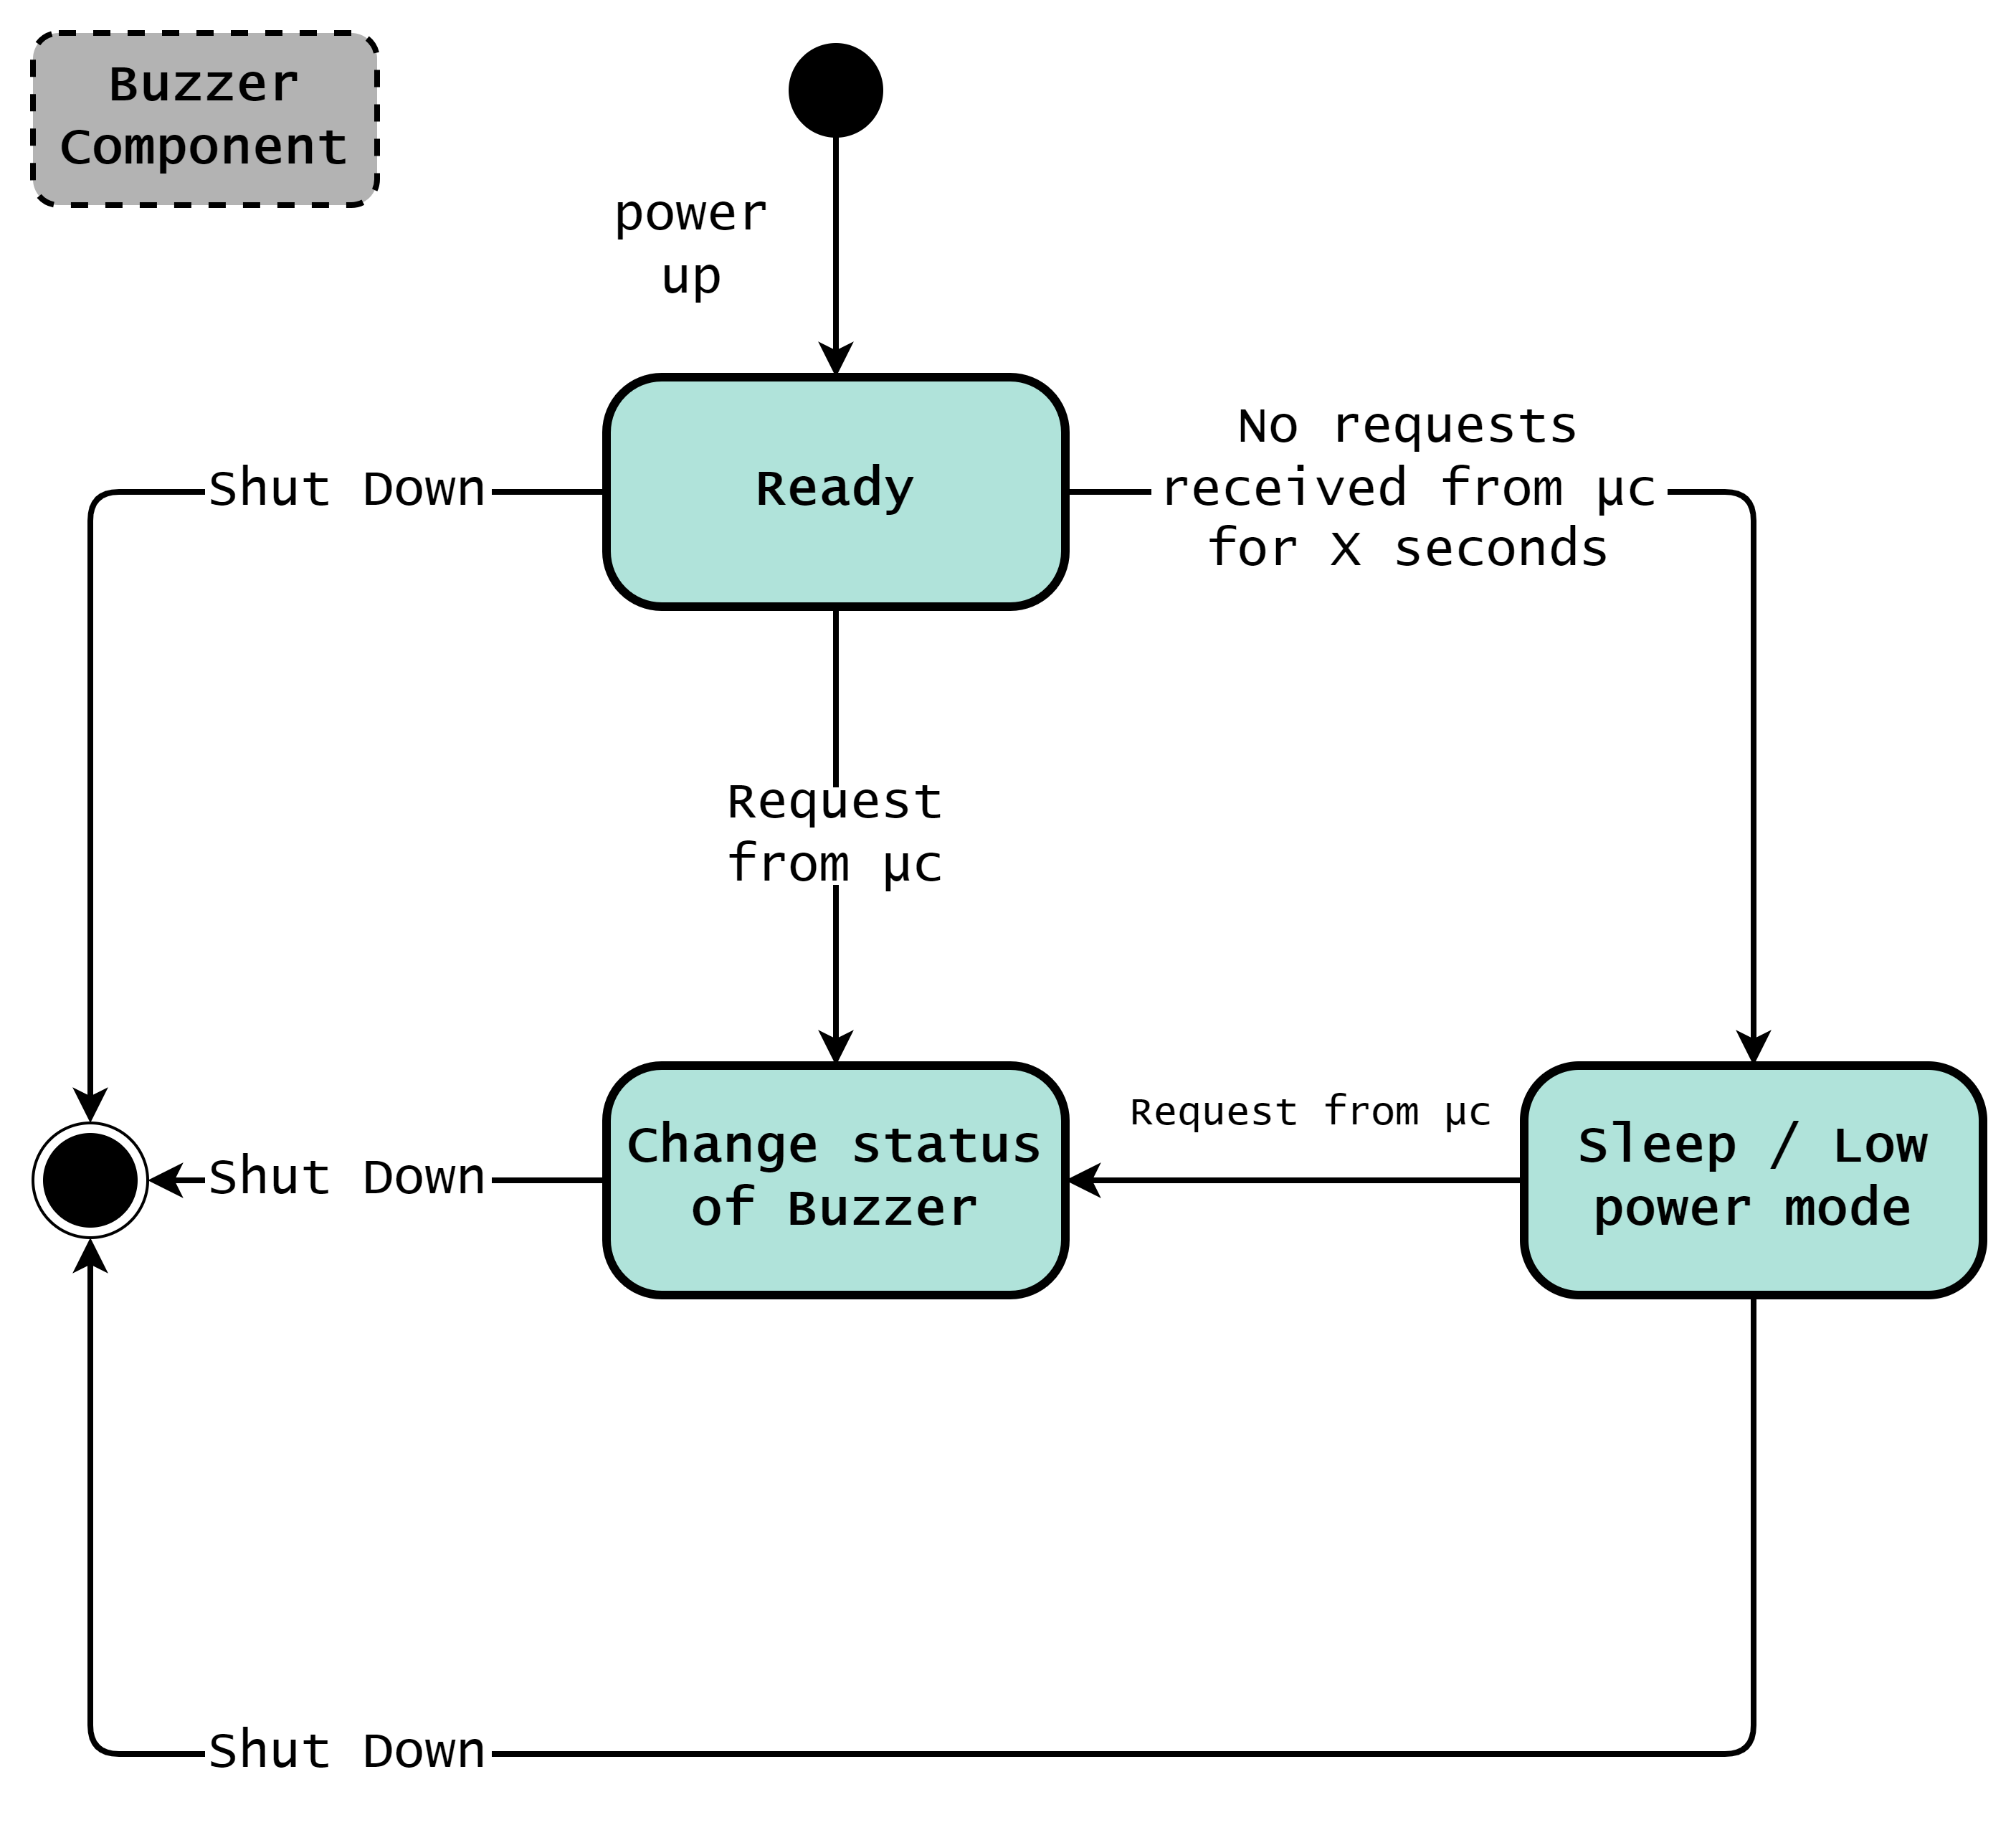 Buzzer
Component
power
up
Shut Down
Ready
No requests
received from µc
for X seconds
Request
from µc
Shut Down
Change status
of Buzzer
Request from µc
Sleep / Low
power mode
Shut Down